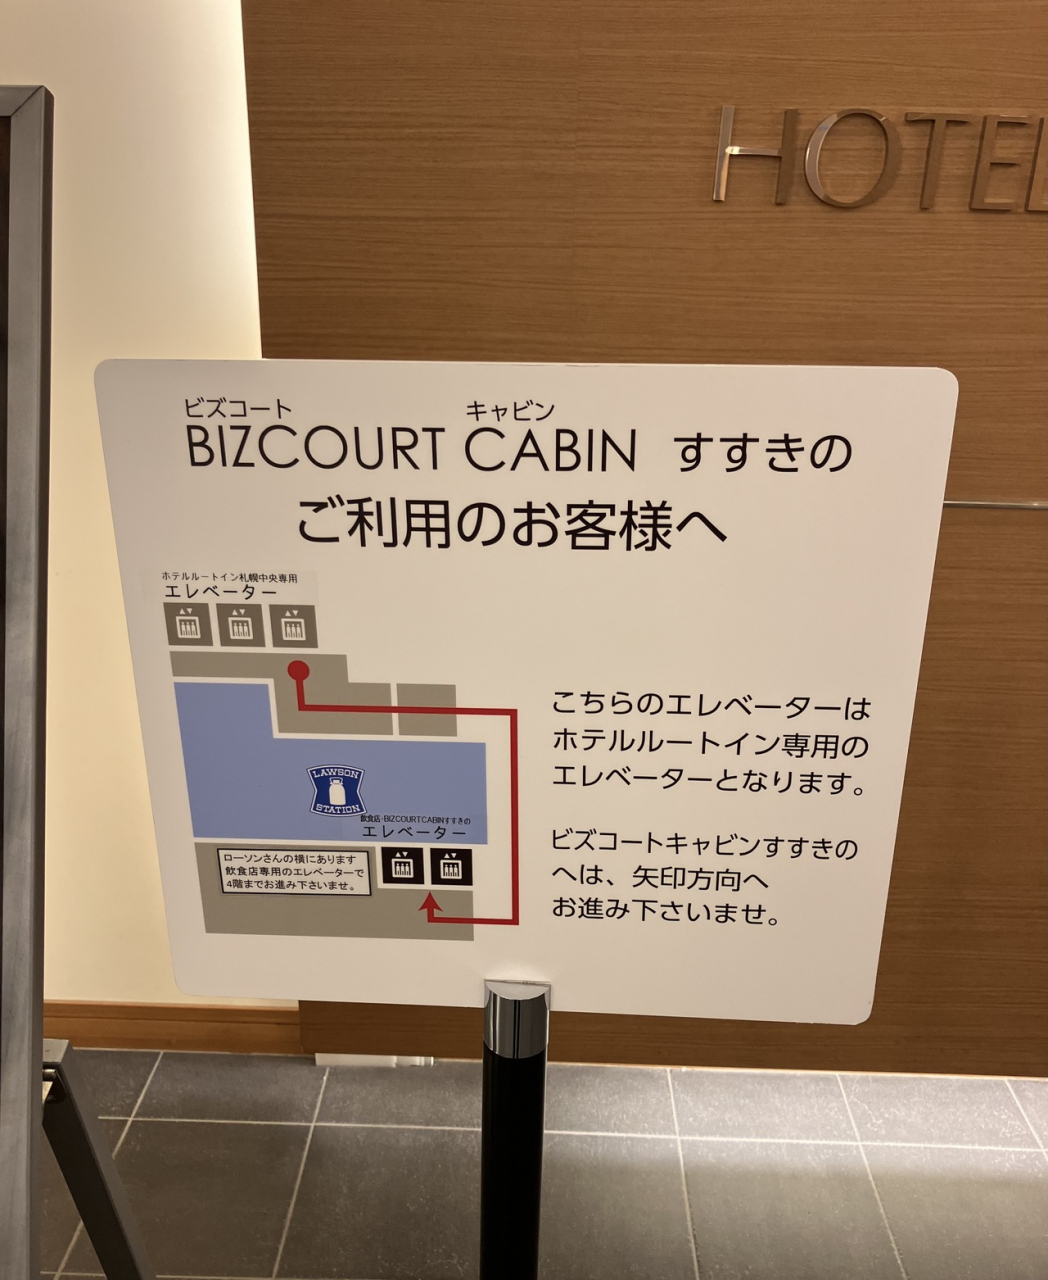 HOTEL
ビズコート キャビン
BIZCOURT CABIN すすきの
ご利用のお客様へ
ホテルルートイン札幌中央専用
エレベーター
LAWSON
STATION
飲食店・BIZCOURTCABINすすきの
エレベーター
ローソンさんの横にあります
飲食店専用のエレベーターで
4階までお進み下さいませ。
こちらのエレベーターは
ホテルルートイン専用の
エレベーターとなります。
ビズコートキャビンすすきの
へは、矢印方向へ
お進み下さいませ。